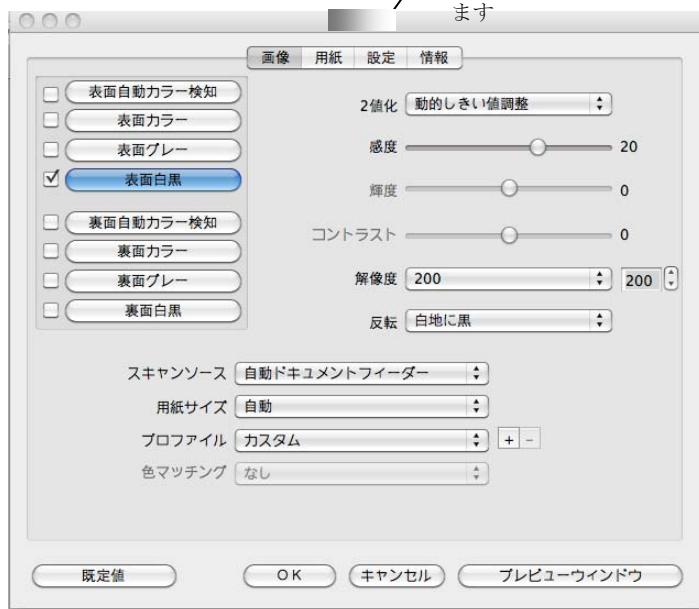 ます
画像 用紙 設定 情報
表面自動カラー検知
表面カラー
表面グレー
表面白黒
裏面自動カラー検知
裏面カラー
裏面グレー
裏面白黒
2値化 動的しきい値調整
感度 20
輝度 0
コントラスト 0
解像度 200 200
反転 白地に黒
スキャンソース 自動ドキュメントフィーダー
用紙サイズ 自動
プロファイル カスタム + -
色マッチング なし
既定値 OK キャンセル プレビューウインドウ